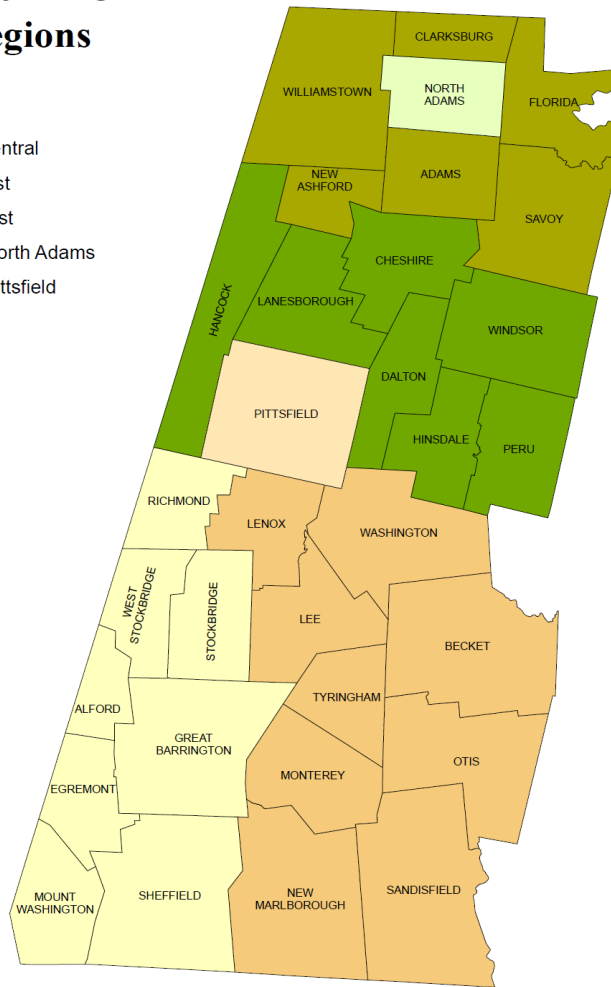 egions
entral
st
st
orth Adams
ttsfield
CLARKSBURG
WILLIAMSTOWN
NORTH
ADAMS
FLORIDA
NEW
ASHFORD
ADAMS
SAVOY
CHESHIRE
HANCOCK
LANESBOROUGH
WINDSOR
DALTON
PITTSFIELD
HINSDALE
PERU
RICHMOND
LENOX
WASHINGTON
WEST
STOCKBRIDGE
STOCKBRIDGE
LEE
BECKET
TYRINGHAM
ALFORD
GREAT
BARRINGTON
OTIS
MONTEREY
EGREMONT
MOUNT
WASHINGTON
SHEFFIELD
NEW
MARLBOROUGH
SANDISFIELD